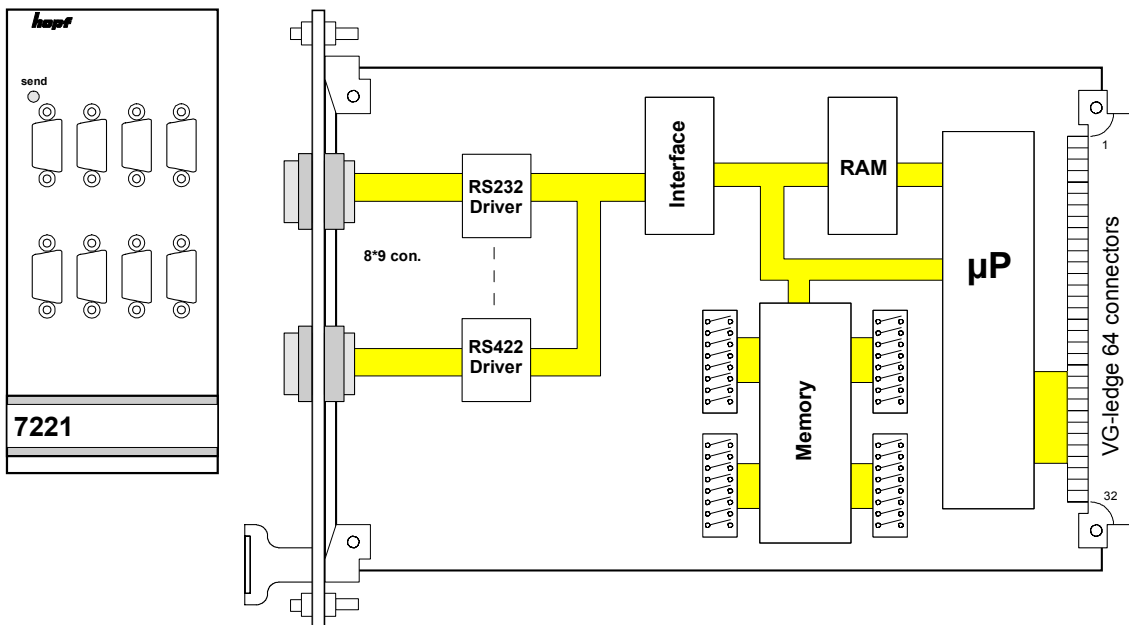 hopf
send
7221
8*9 con.
RS232
Driver
RS422
Driver
Interface
RAM
µP
Memory
1
VG-ledge 64 connectors
32